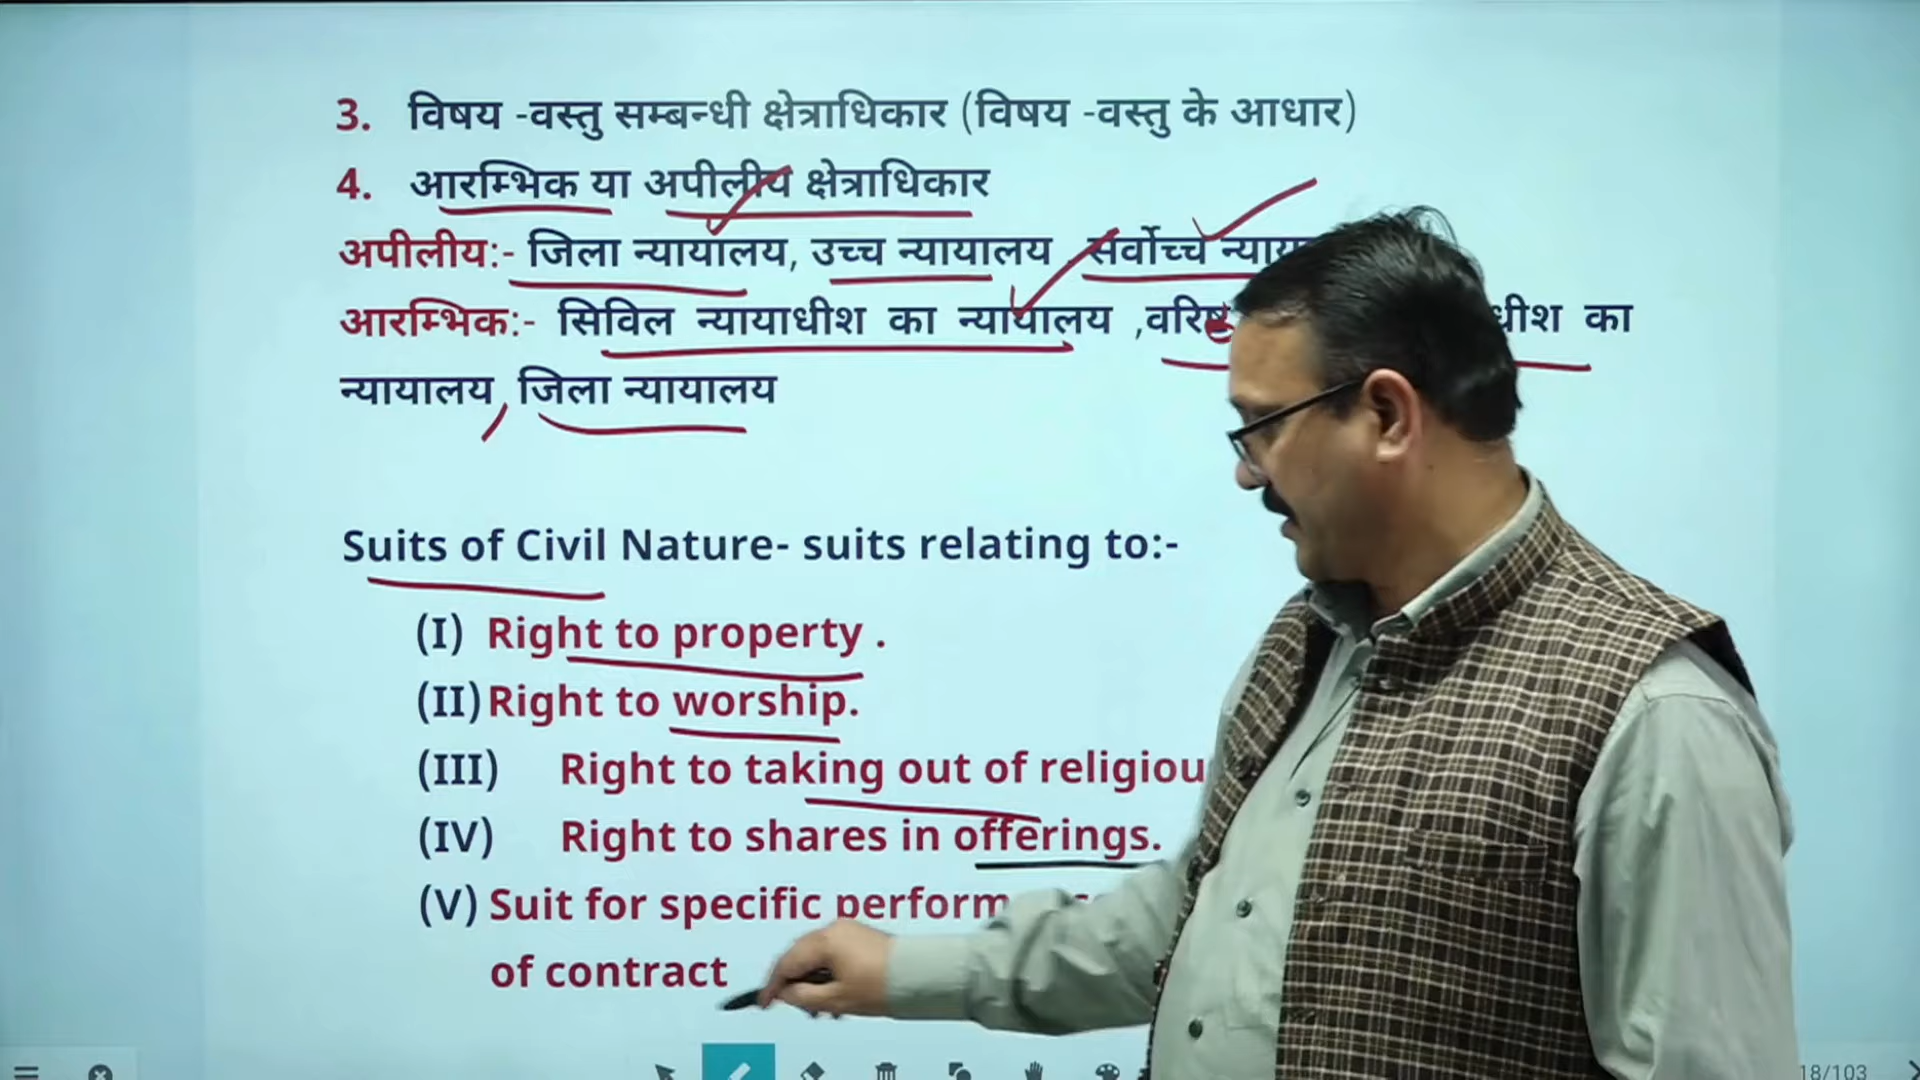 3. विषय -वस्तु सम्बन्धी क्षेत्राधिकार (विषय -वस्तु के आधार)
4. आरम्भिक या अपीलीय क्षेत्राधिकार
अपीलीय:- जिला न्यायालय, उच्च न्यायालय , सर्वोच्च
आरम्भिक:- सिविल न्यायाधीश का न्यायालय ,वरिष्ठ का
न्यायालय, जिला न्यायालय
Suits of Civil Nature- suits relating to:-
(I) Right to property .
(II) Right to worship.
(III) Right to taking out of
(IV) Right to shares in offerings.
(V) Suit for specific
of contract
18/103